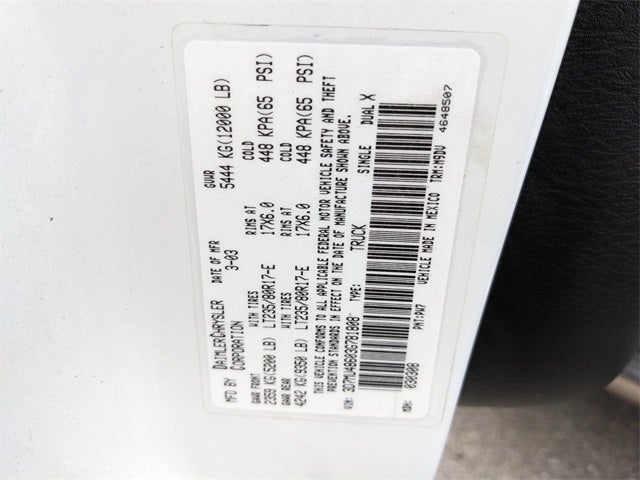 DAIMLERCHRYSLER DATE OF MFR GVWR
MFD BY CORPORATION 3-03 5444 KG(12000 LB)
GAWR FRONT WITH TIRES RIMS AT COLD
2359 KG(5200 LB) LT235/80R17-E 17X6.0 448 KPA(65 PSI)
GAWR REAR WITH TIRES RIMS AT COLD
4242 KG(9350 LB) LT235/80R17-E 17X6.0 448 KPA(65 PSI)
THIS VEHICLE CONFORMS TO ALL APPLICABLE FEDERAL MOTOR VEHICLE SAFETY AND THEFT
PREVENTION STANDARDS IN EFFECT ON THE DATE OF MANUFACTURE SHOWN ABOVE.
VIN: 3D7MU48603G781808 TYPE: TRUCK SINGLE DUAL X
VEHICLE MADE IN MEXICO 4648507
MDH: 030308 PNT:PW7 TRM:M9DV